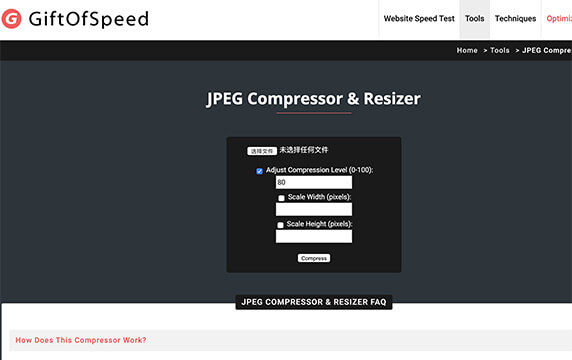 G GiftOfSpeed
Website Speed Test Tools Techniques Optimiz
Home > Tools > JPEG Compre
JPEG Compressor & Resizer
选择文件 未选择任何文件
Adjust Compression Level (0-100):
80
Scale Width (pixels):
Scale Height (pixels):
Compress
JPEG COMPRESSOR & RESIZER FAQ
How Does This Compressor Work?